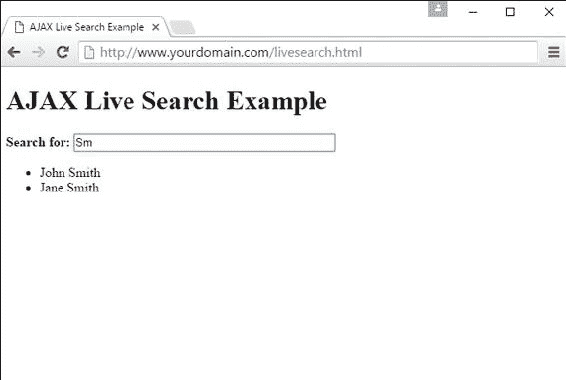 AJAX Live Search Example
http://www.yourdomain.com/livesearch.html
AJAX Live Search Example
Search for: Sm
John Smith
Jane Smith